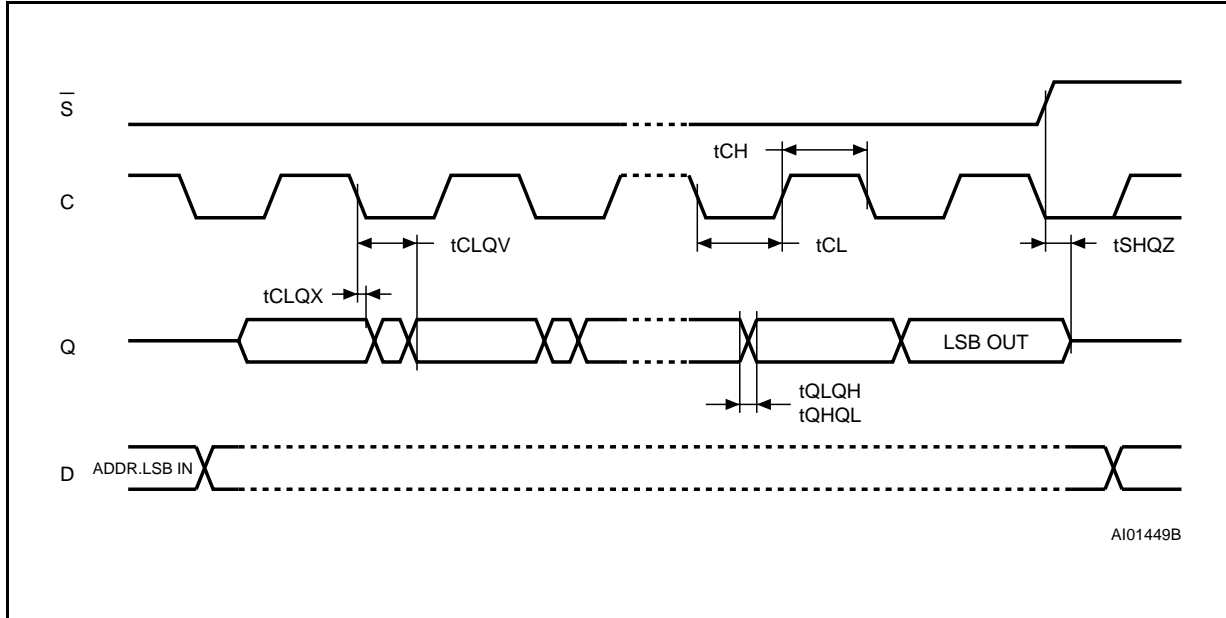 S̅
tCH
C
tCLQV
tCL
tSHQZ
tCLQX
Q
LSB OUT
tQLQH
tQHQL
D
ADDR.LSB IN
AI01449B